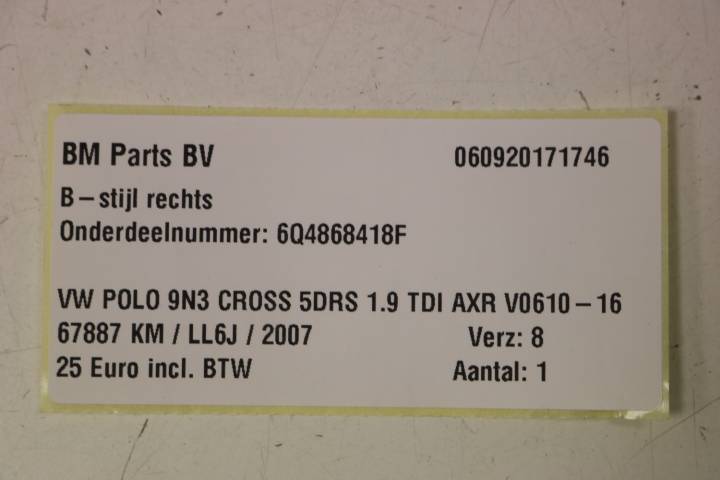 BM Parts BV 060920171746
B-stijl rechts
Onderdeelnummer: 6Q4868418F
VW POLO 9N3 CROSS 5DRS 1.9 TDI AXR V0610-16
67887 KM / LL6J / 2007 Verz: 8
25 Euro incl. BTW Aantal: 1